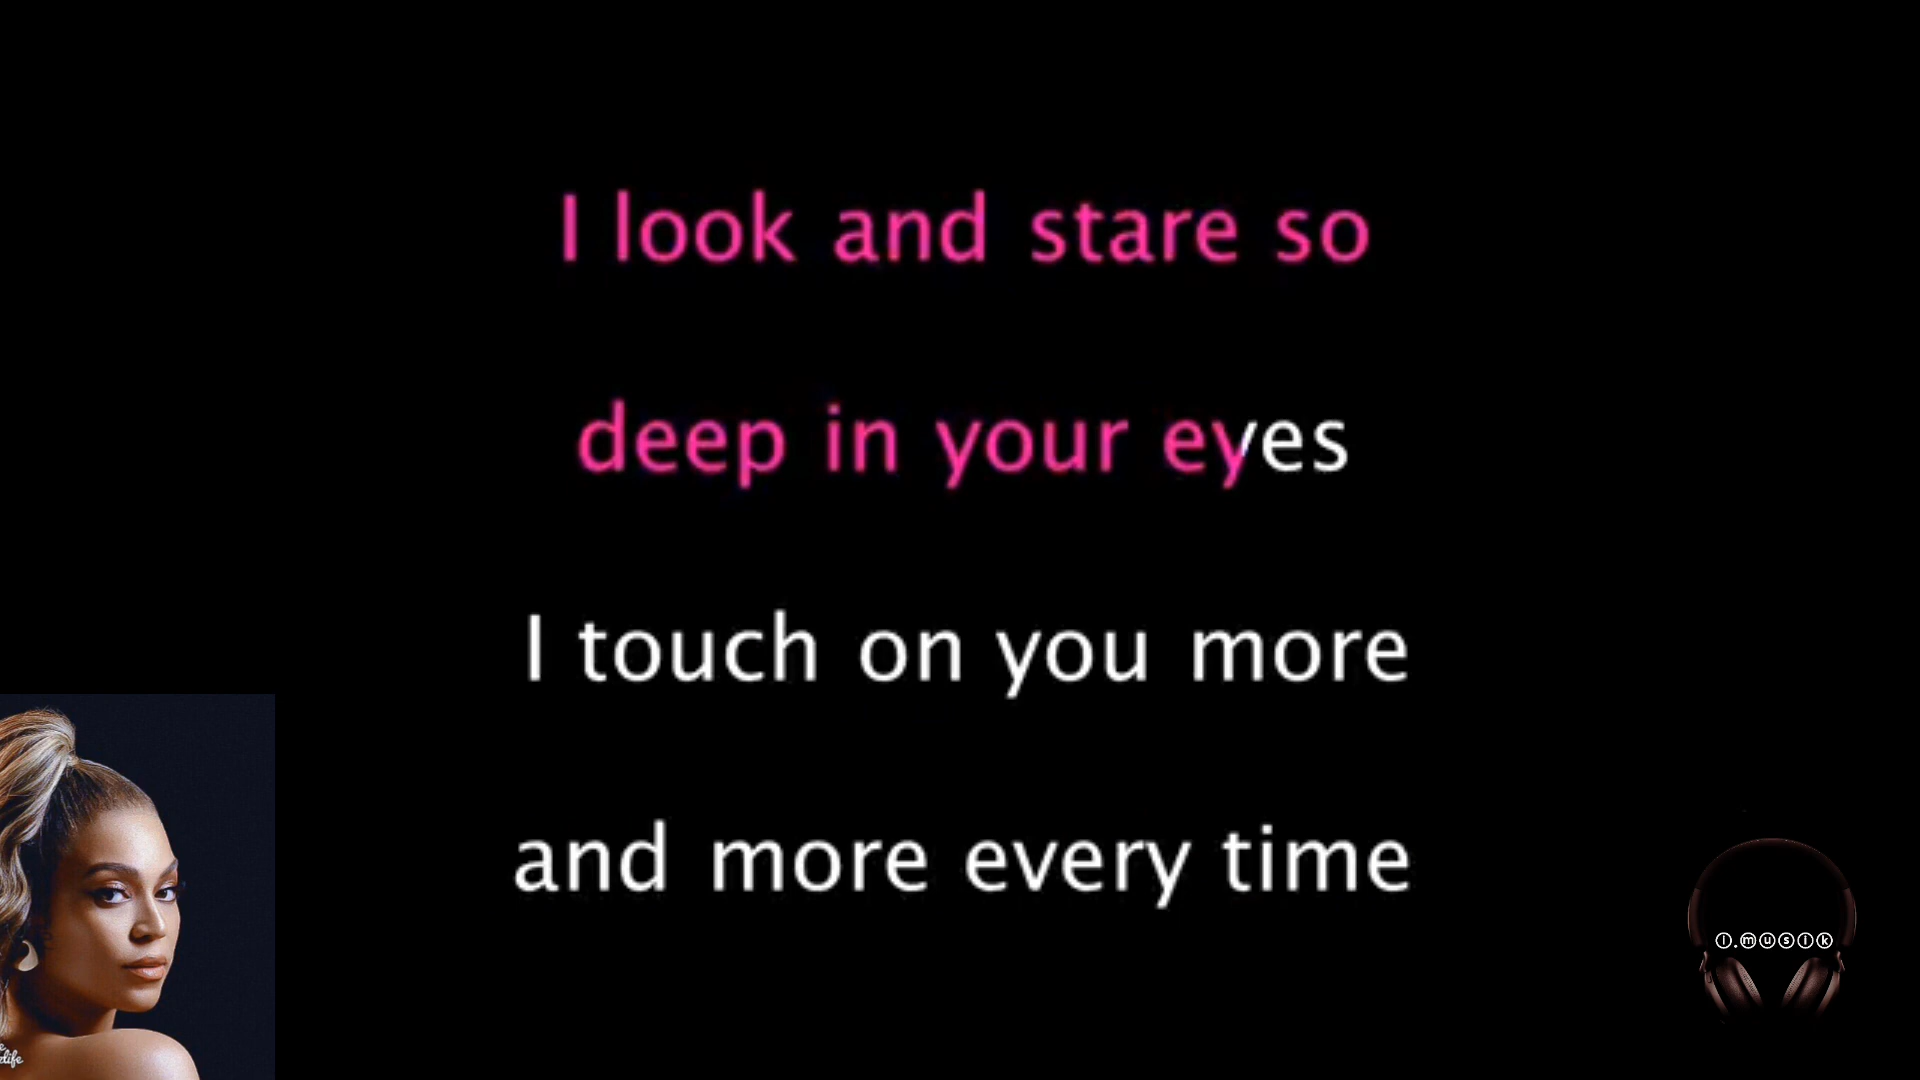 I look and stare so
deep in your eyes
I touch on you more
and more every time
i.musik